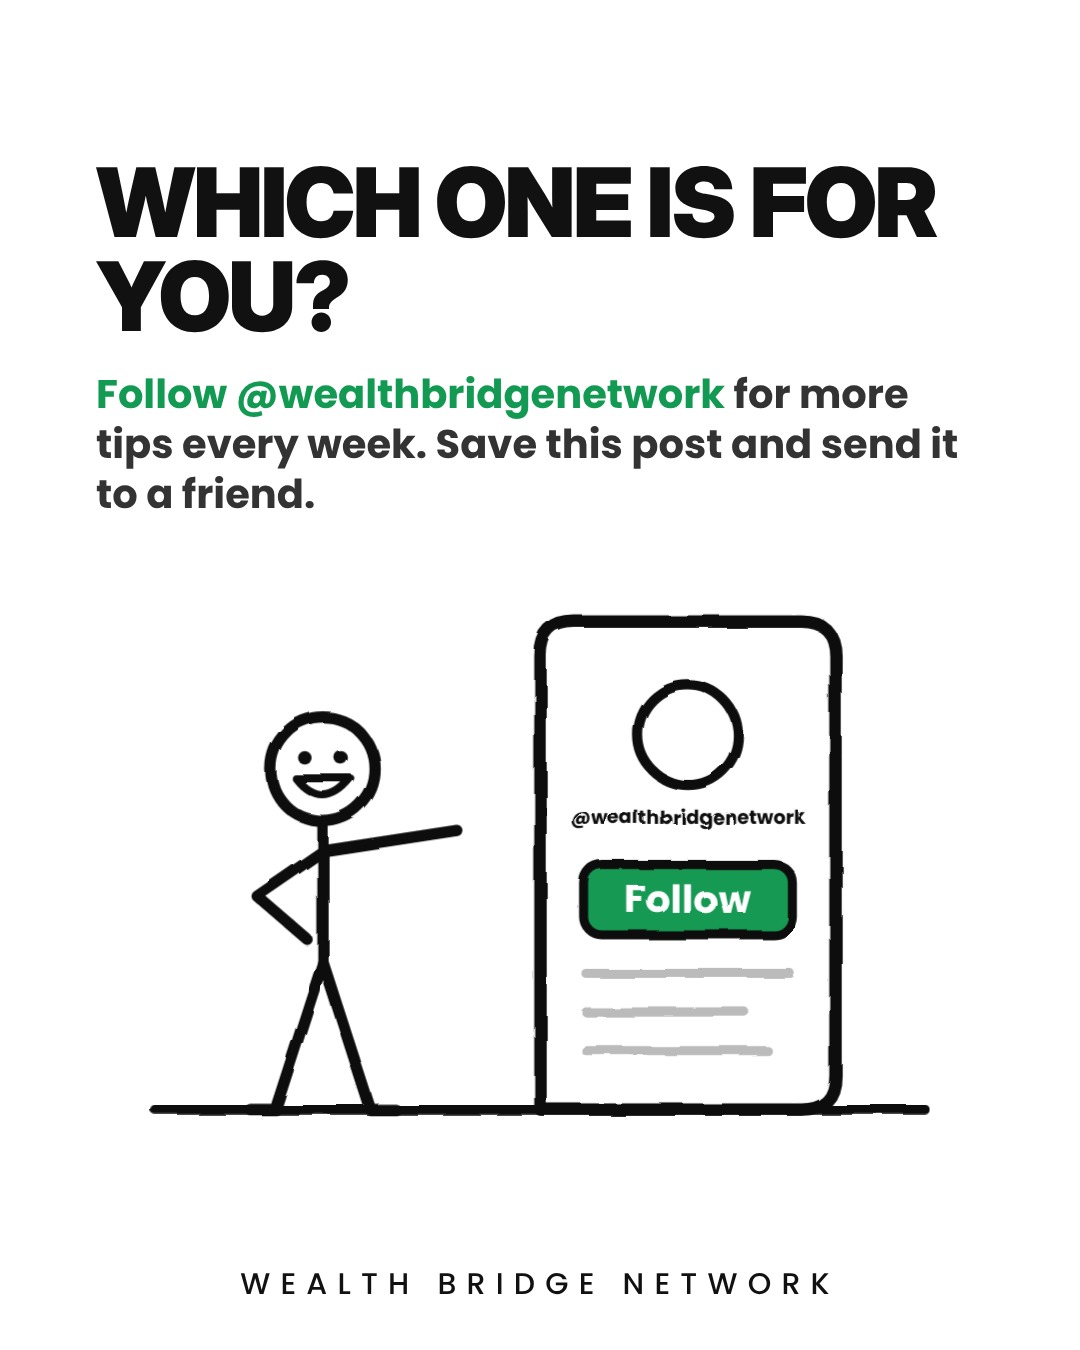 WHICH ONE IS FOR
YOU?
Follow @wealthbridgenetwork for more
tips every week. Save this post and send it
to a friend.
@wealthbridgenetwork
Follow
WEALTH BRIDGE NETWORK